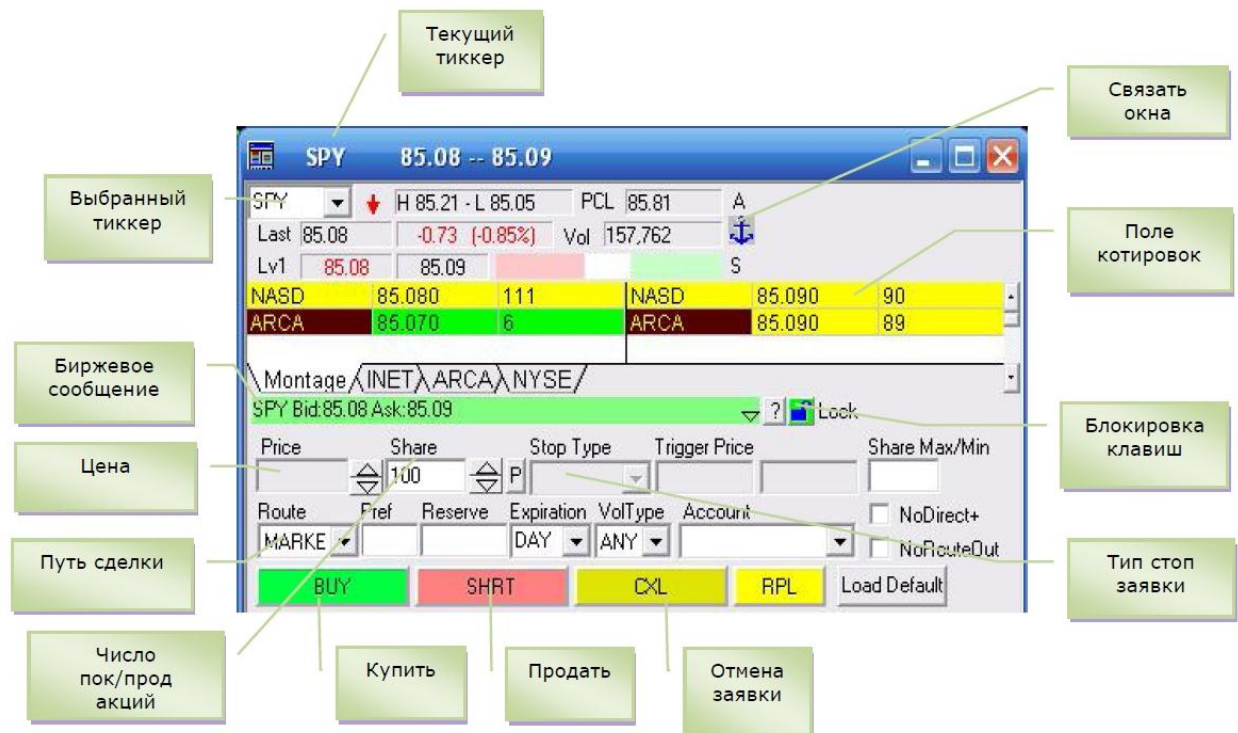 Текущий
тиккер
Связать
окна
SPY 85.08 -- 85.09
Выбранный
тиккер
SPY H 85.21 - L 85.05 PCL 85.81 A
Last 85.08 -0.73 (-0.85%) Vol 157,762
Lv1 85.08 85.09 S
Поле
котировок
NASD 85.080 111 NASD 85.090 90
ARCA 85.070 6 ARCA 85.090 89
Биржевое
сообщение
Montage INET ARCA NYSE
SPY Bid:85.08 Ask:85.09 ? Lock
Блокировка
клавиш
Цена
Price Share Stop Type Trigger Price Share Max/Min
100 P
Route Pref Reserve Expiration VolType Account NoDirect+
MARKE DAY ANY NoRouteOut
Путь сделки
Тип стоп
заявки
BUY SHRT CXL RPL Load Default
Число
пок/прод
акций
Купить
Продать
Отмена
заявки